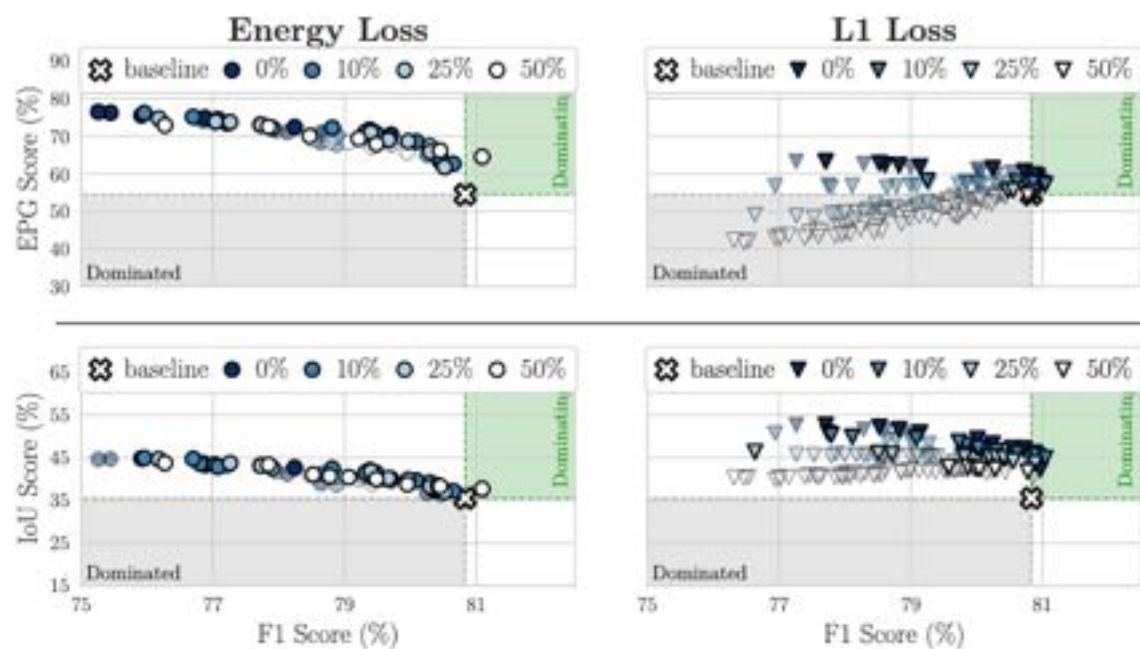 Energy Loss
L1 Loss
EPG Score (%)
90
80
70
60
50
40
30
baseline 0% 10% 25% 50%
Dominatin
Dominated
baseline 0% 10% 25% 50%
Dominatin
Dominated
IoU Score (%)
65
55
45
35
25
15
baseline 0% 10% 25% 50%
Dominatin
Dominated
75 77 79 81
F1 Score (%)
baseline 0% 10% 25% 50%
Dominatin
Dominated
75 77 79 81
F1 Score (%)